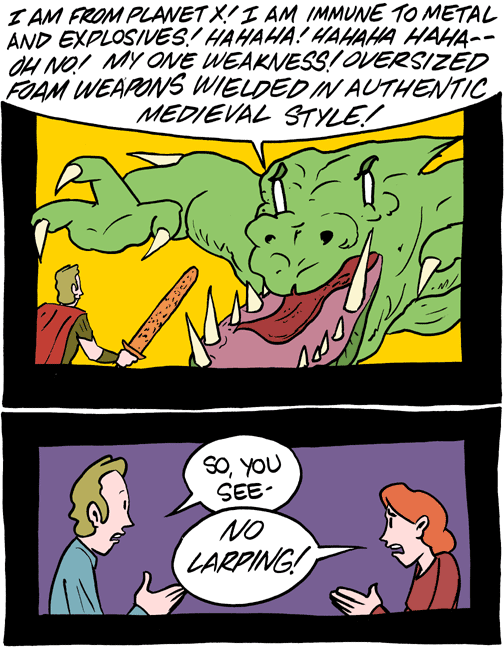 I AM FROM PLANET X! I AM IMMUNE TO METAL
AND EXPLOSIVES! HAHAHA! HAHAHA HAHA--
OH NO! MY ONE WEAKNESS! OVERSIZED
FOAM WEAPONS WIELDED IN AUTHENTIC
MEDIEVAL STYLE!
SO, YOU
SEE-
NO
LARPING!